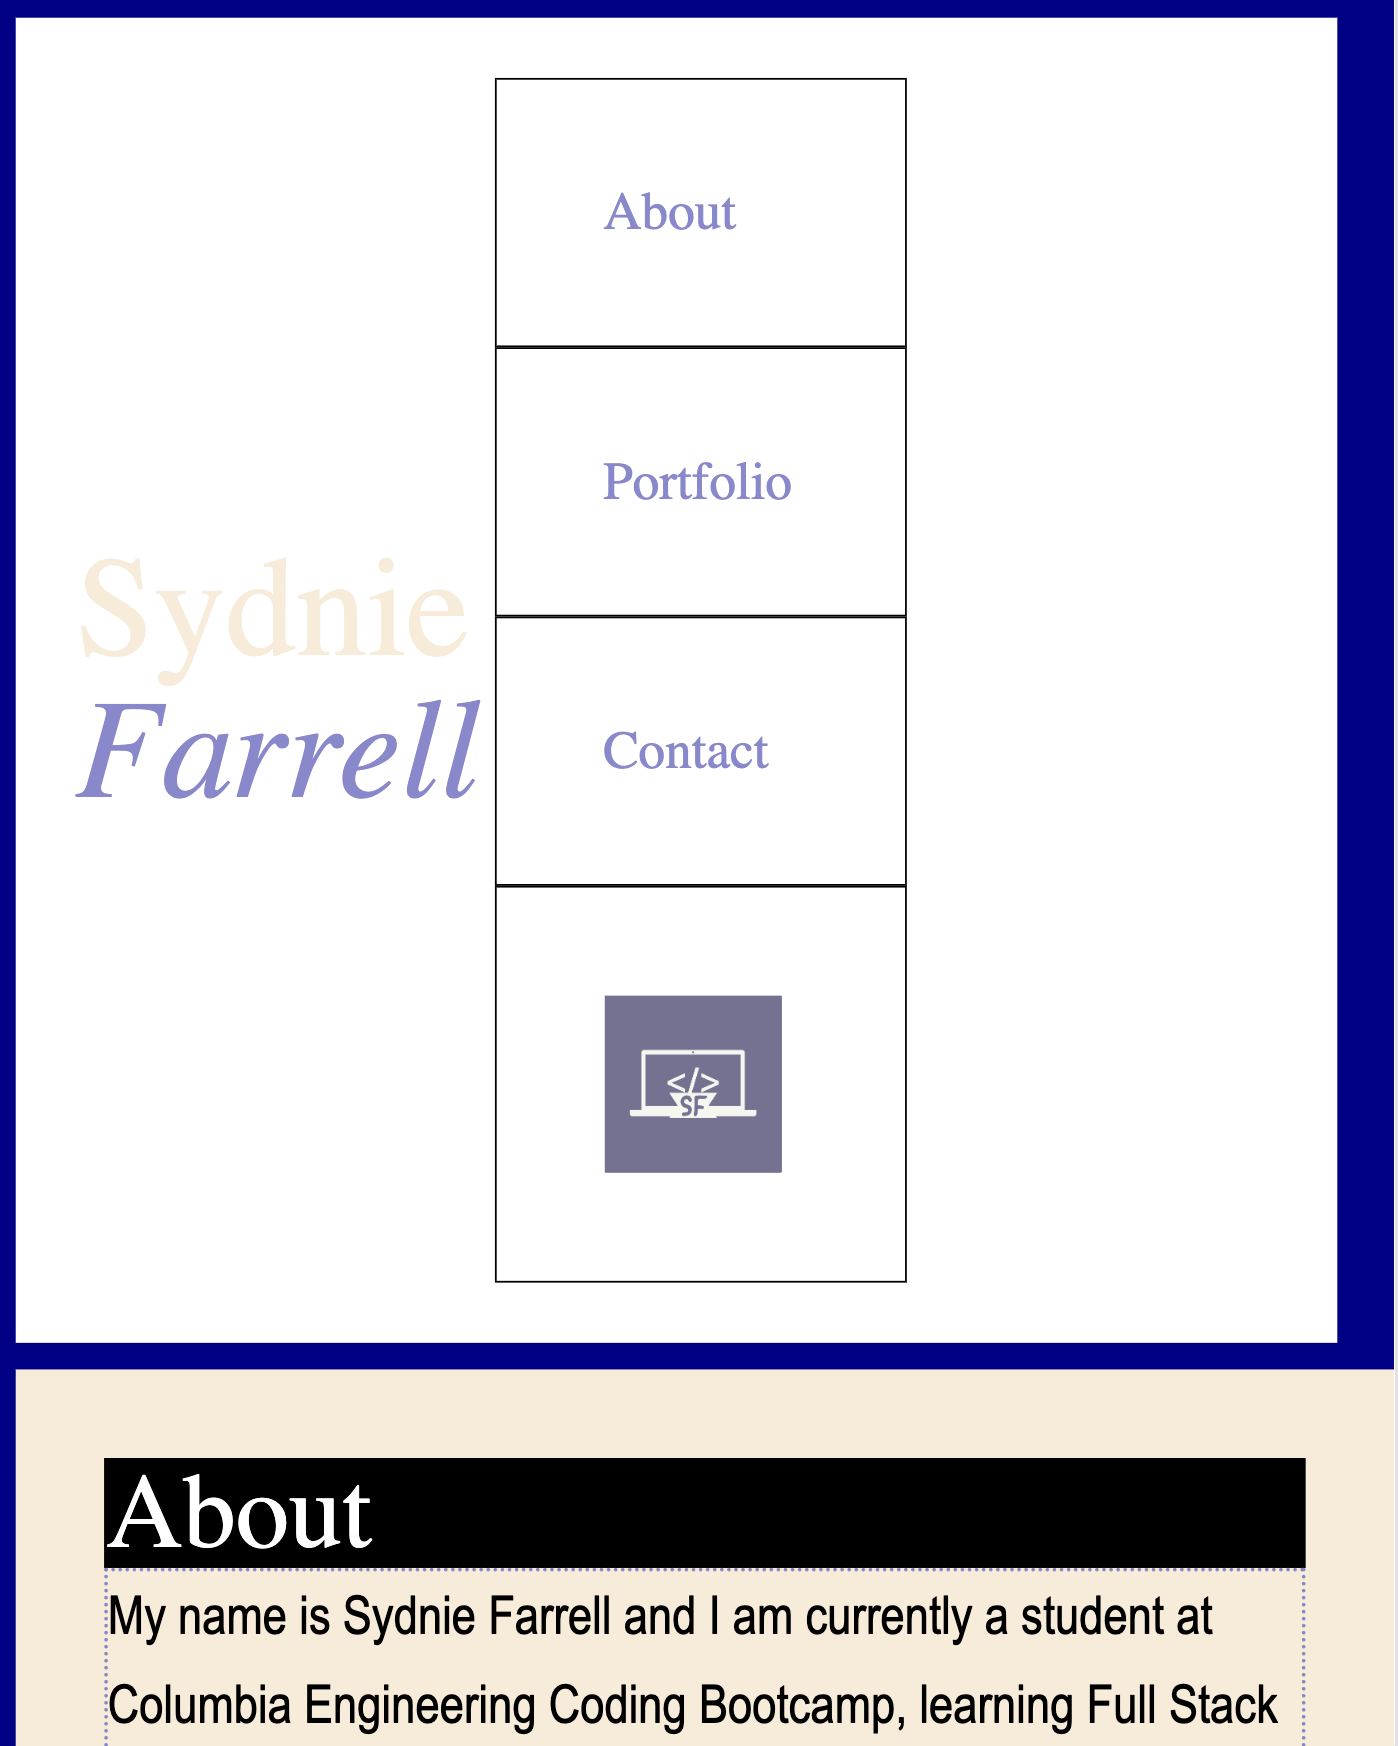 About
Portfolio
Sydnie
Farrell
Contact
</>
SF
About
My name is Sydnie Farrell and I am currently a student at
Columbia Engineering Coding Bootcamp, learning Full Stack